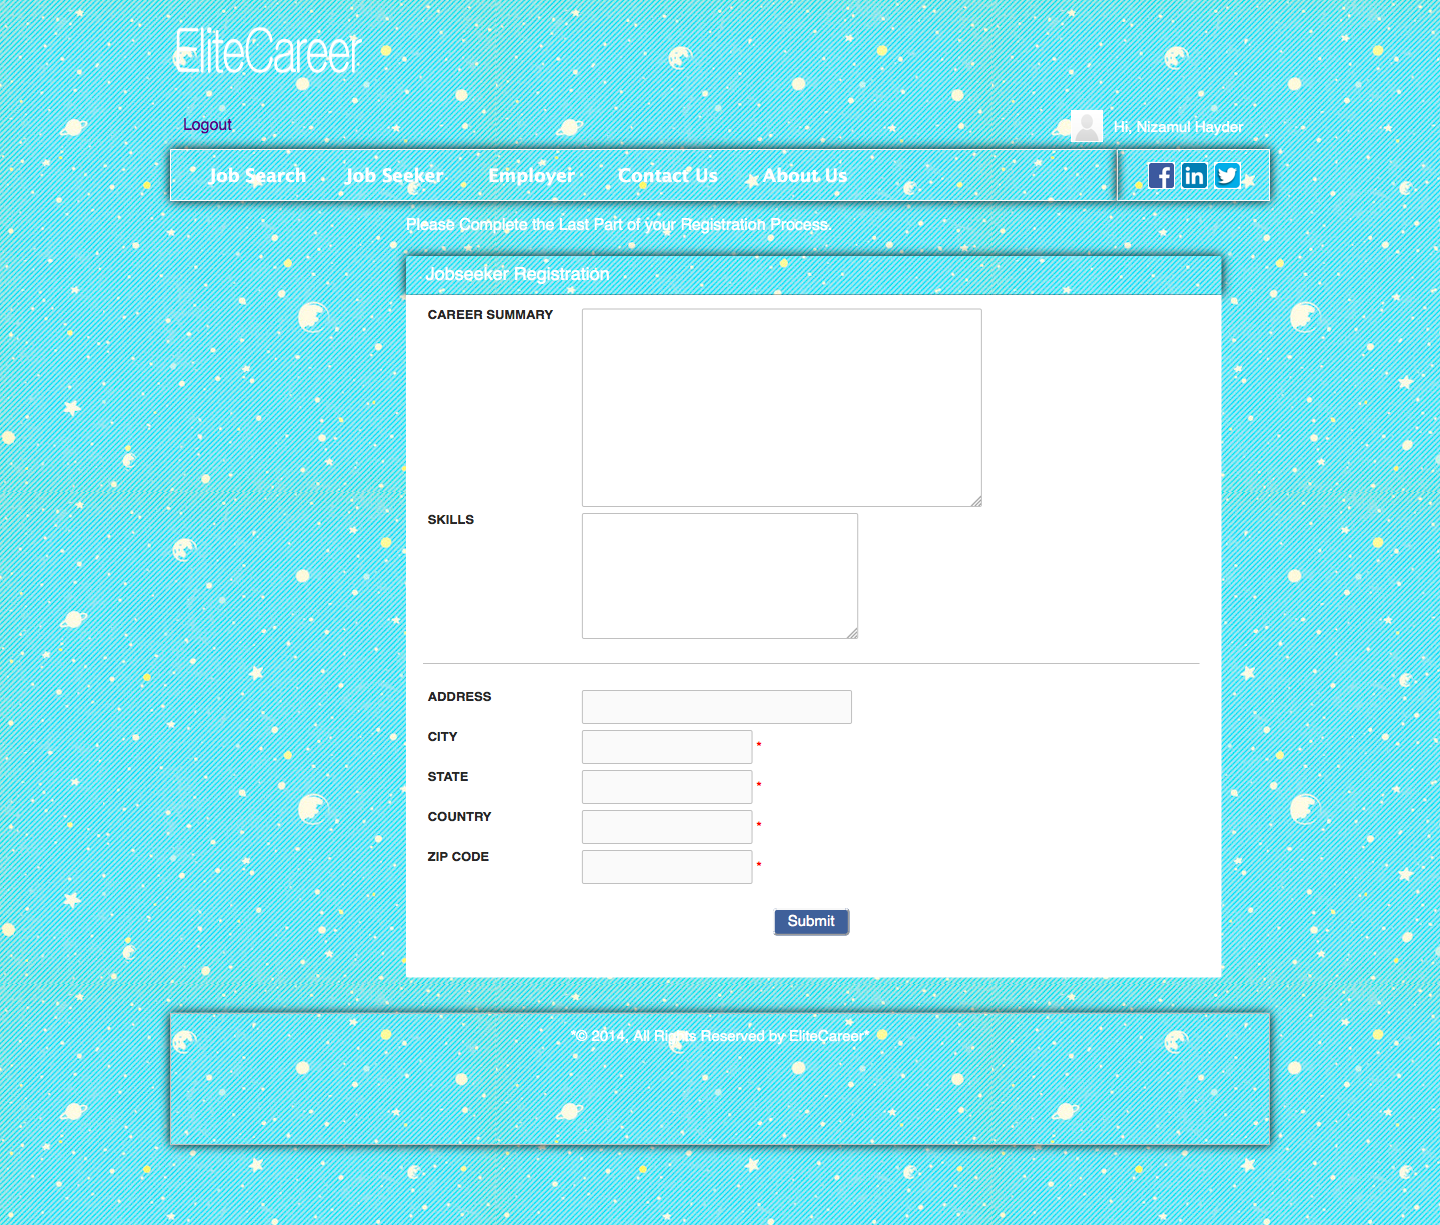 EliteCareer
Logout
Hi, Nizamul Hayder
Job Search Job Seeker Employer Contact Us About Us
Please Complete the Last Part of your Registration Process.
Jobseeker Registration
CAREER SUMMARY
SKILLS
ADDRESS
CITY *
STATE *
COUNTRY *
ZIP CODE *
Submit
*© 2014, All Rights Reserved by EliteCareer*